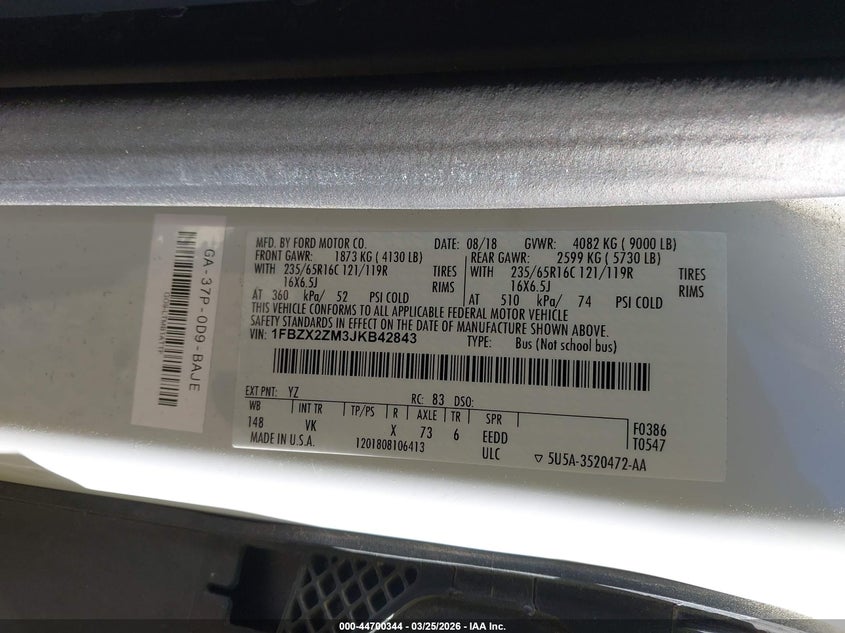 MFD. BY FORD MOTOR CO. DATE: 08/18 GVWR: 4082 KG ( 9000 LB)
FRONT GAWR: 1873 KG ( 4130 LB) REAR GAWR: 2599 KG ( 5730 LB)
WITH 235/65R16C 121/119R TIRES WITH 235/65R16C 121/119R TIRES
16X6.5J RIMS 16X6.5J RIMS
AT 360 kPa/ 52 PSI COLD AT 510 kPa/ 74 PSI COLD
THIS VEHICLE CONFORMS TO ALL APPLICABLE FEDERAL MOTOR VEHICLE
SAFETY STANDARDS IN EFFECT ON THE DATE OF MANUFACTURE SHOWN ABOVE.
VIN: 1FBZX2ZM3JKB42843 TYPE: Bus (Not school bus)
EXT PNT: YZ RC: 83 DSO:
WB INT TR TP/PS R AXLE TR SPR F0386
148 VK X 73 6 EEDD T0547
MADE IN U.S.A. 1201808106413 ULC ▽ 5U5A-3520472-AA
GA-37P-0D9-BAJE
000-44700344 - 03/25/2026 - IAA Inc.